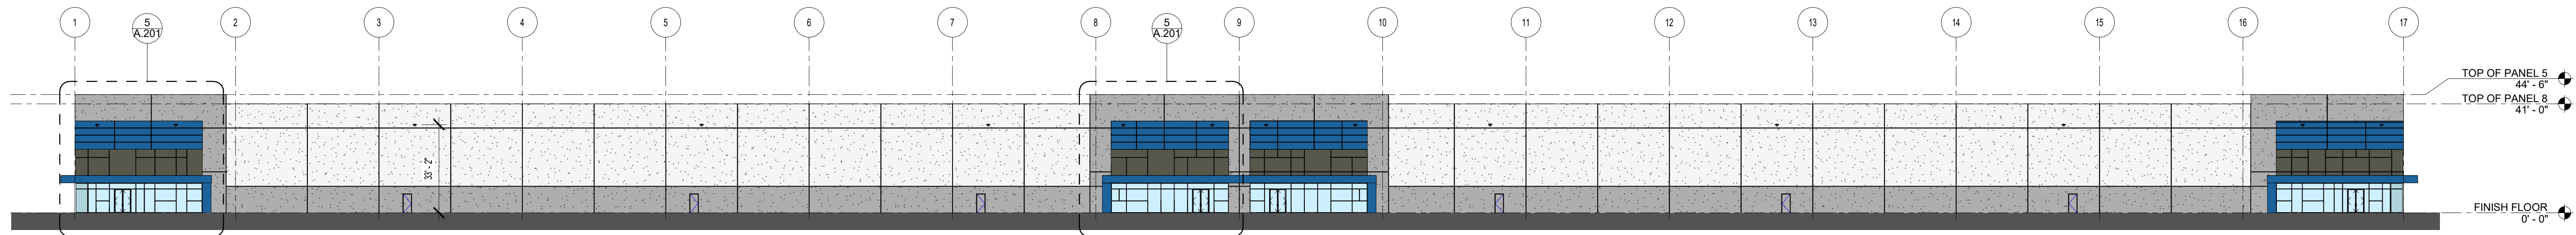 1
5
A.201
2
3
4
5
6
7
8
5
A.201
9
10
11
12
13
14
15
16
17
TOP OF PANEL 5
44' - 6"
TOP OF PANEL 8
41' - 0"
33' - 2"
FINISH FLOOR
0' - 0"